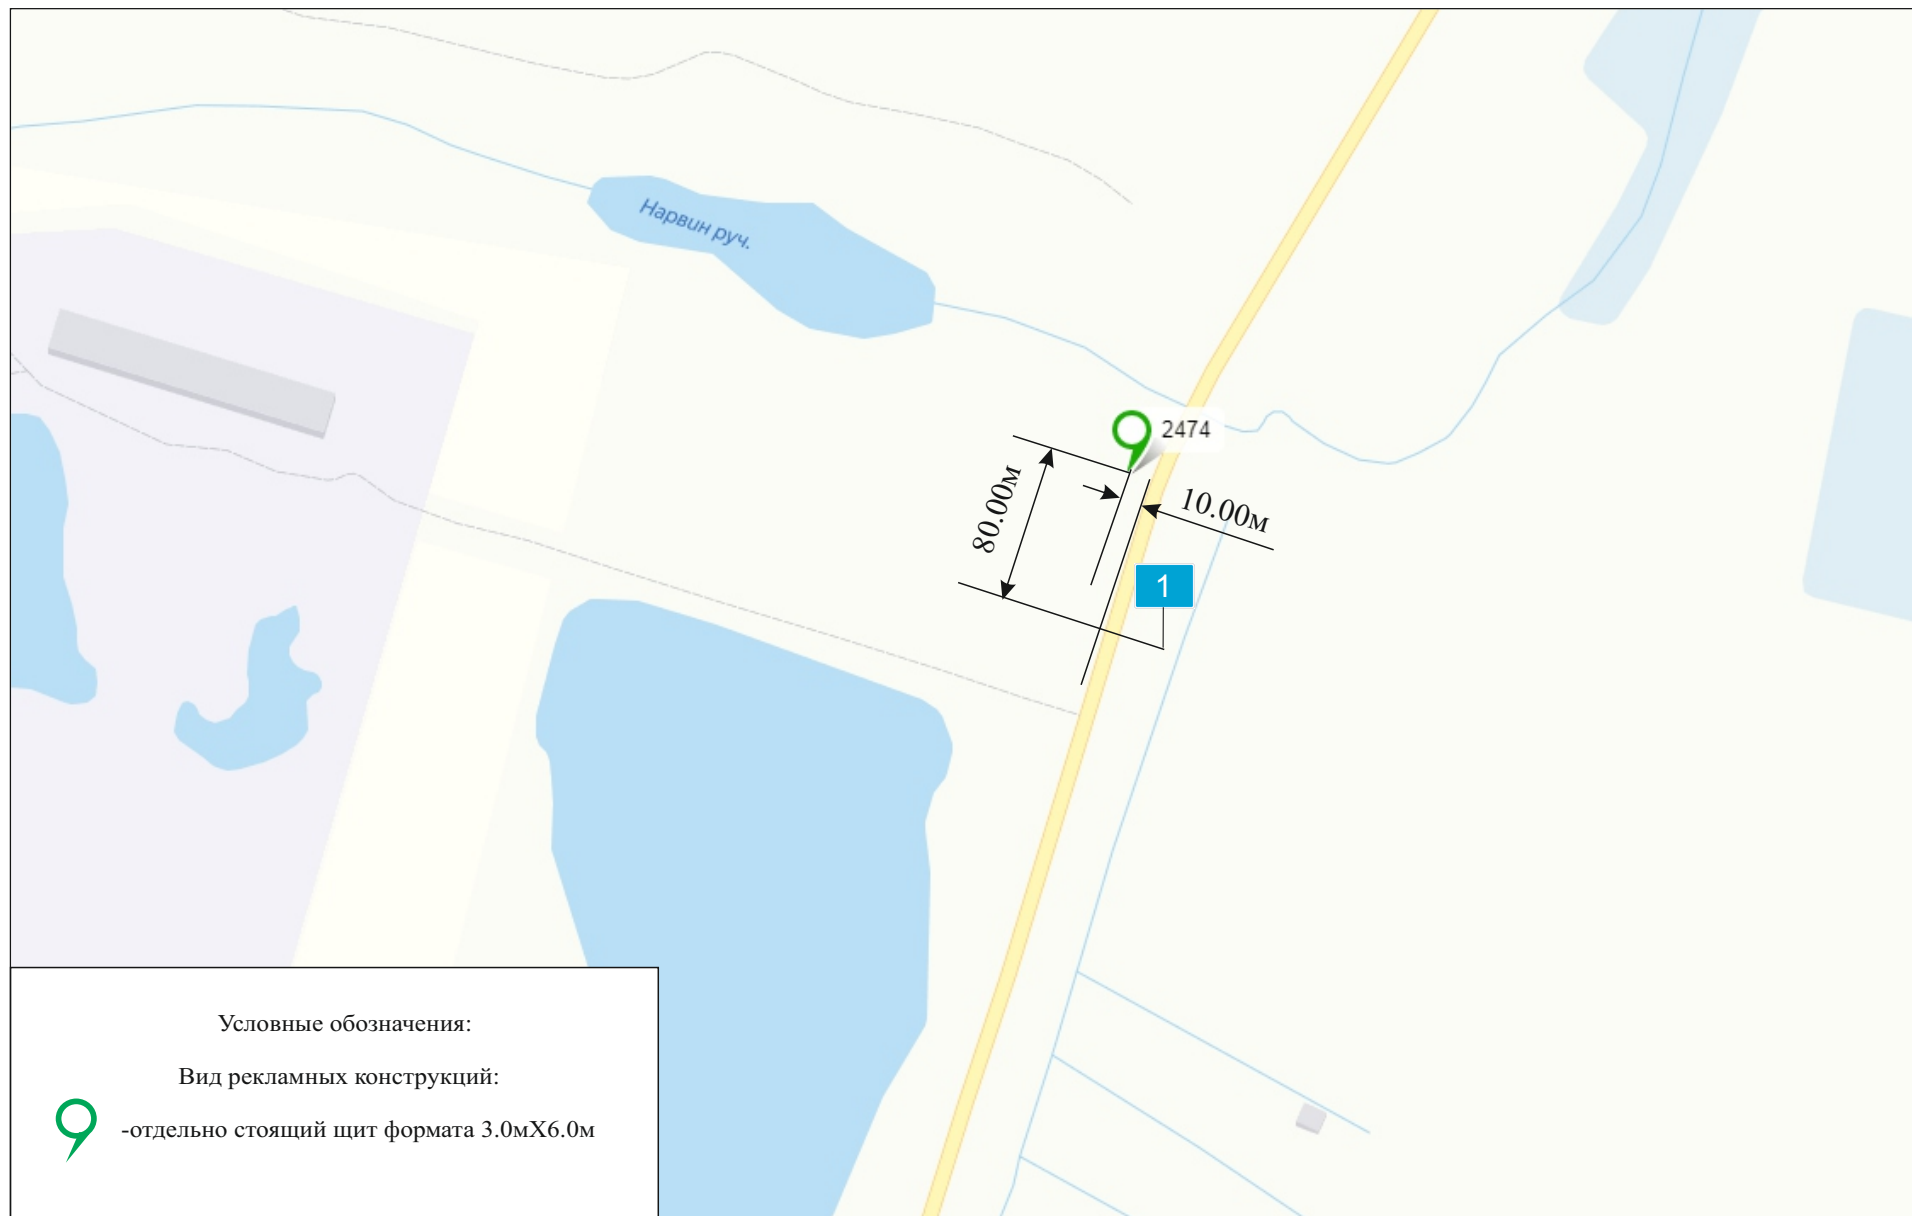 Нарвин руч.
2474
80.00м
10.00м
1
Условные обозначения:
Вид рекламных конструкций:
-отдельно стоящий щит формата 3.0мХ6.0м